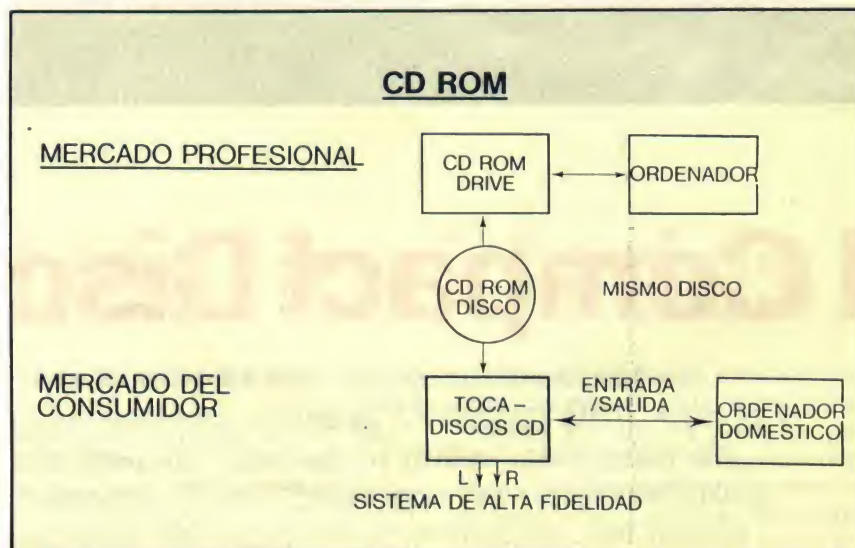 CD ROM
MERCADO PROFESIONAL
CD ROM
DRIVE
ORDENADOR
CD ROM
DISCO
MISMO DISCO
MERCADO DEL
CONSUMIDOR
TOCA-
DISCOS CD
ENTRADA
/SALIDA
ORDENADOR
DOMESTICO
L R
SISTEMA DE ALTA FIDELIDAD